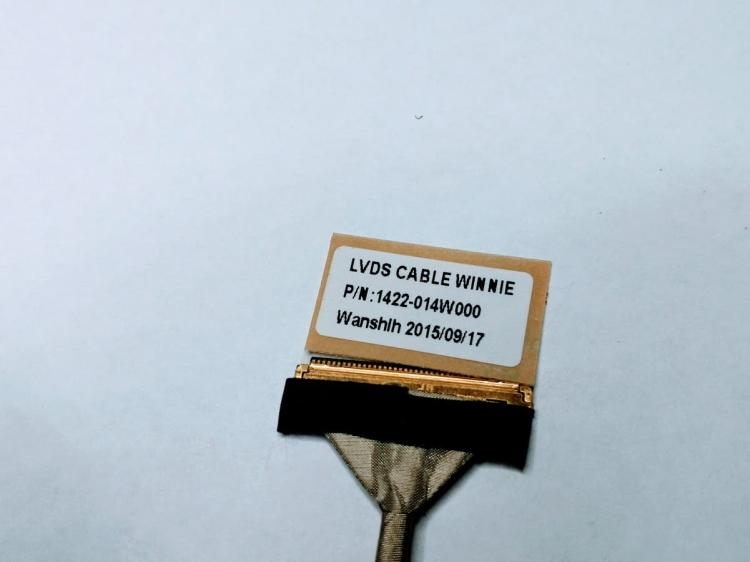 LVDS CABLE WINNIE
P/N:1422-014W000
Wanshih 2015/09/17